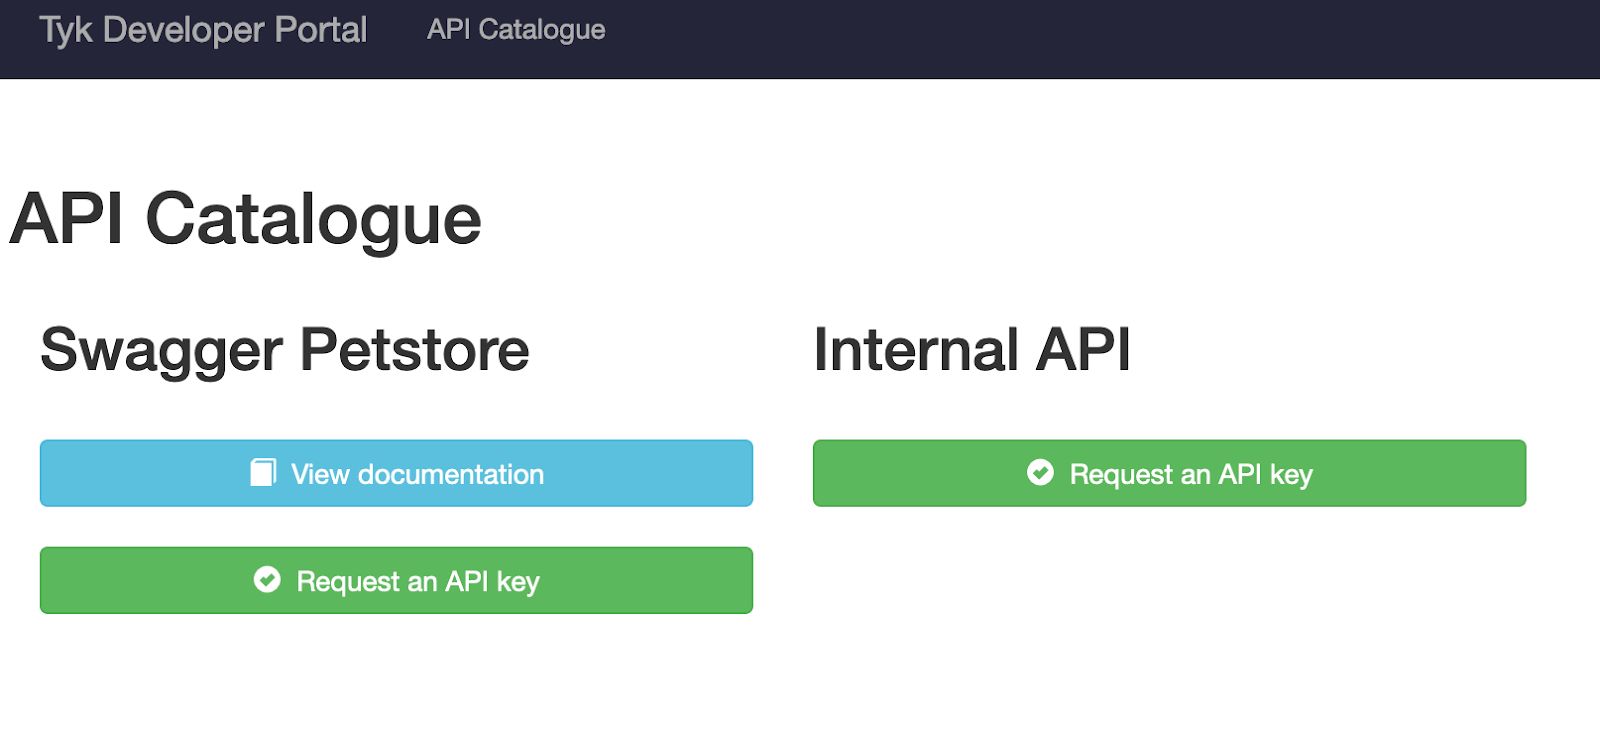 Tyk Developer Portal API Catalogue
API Catalogue
Swagger Petstore
View documentation
Request an API key
Internal API
Request an API key